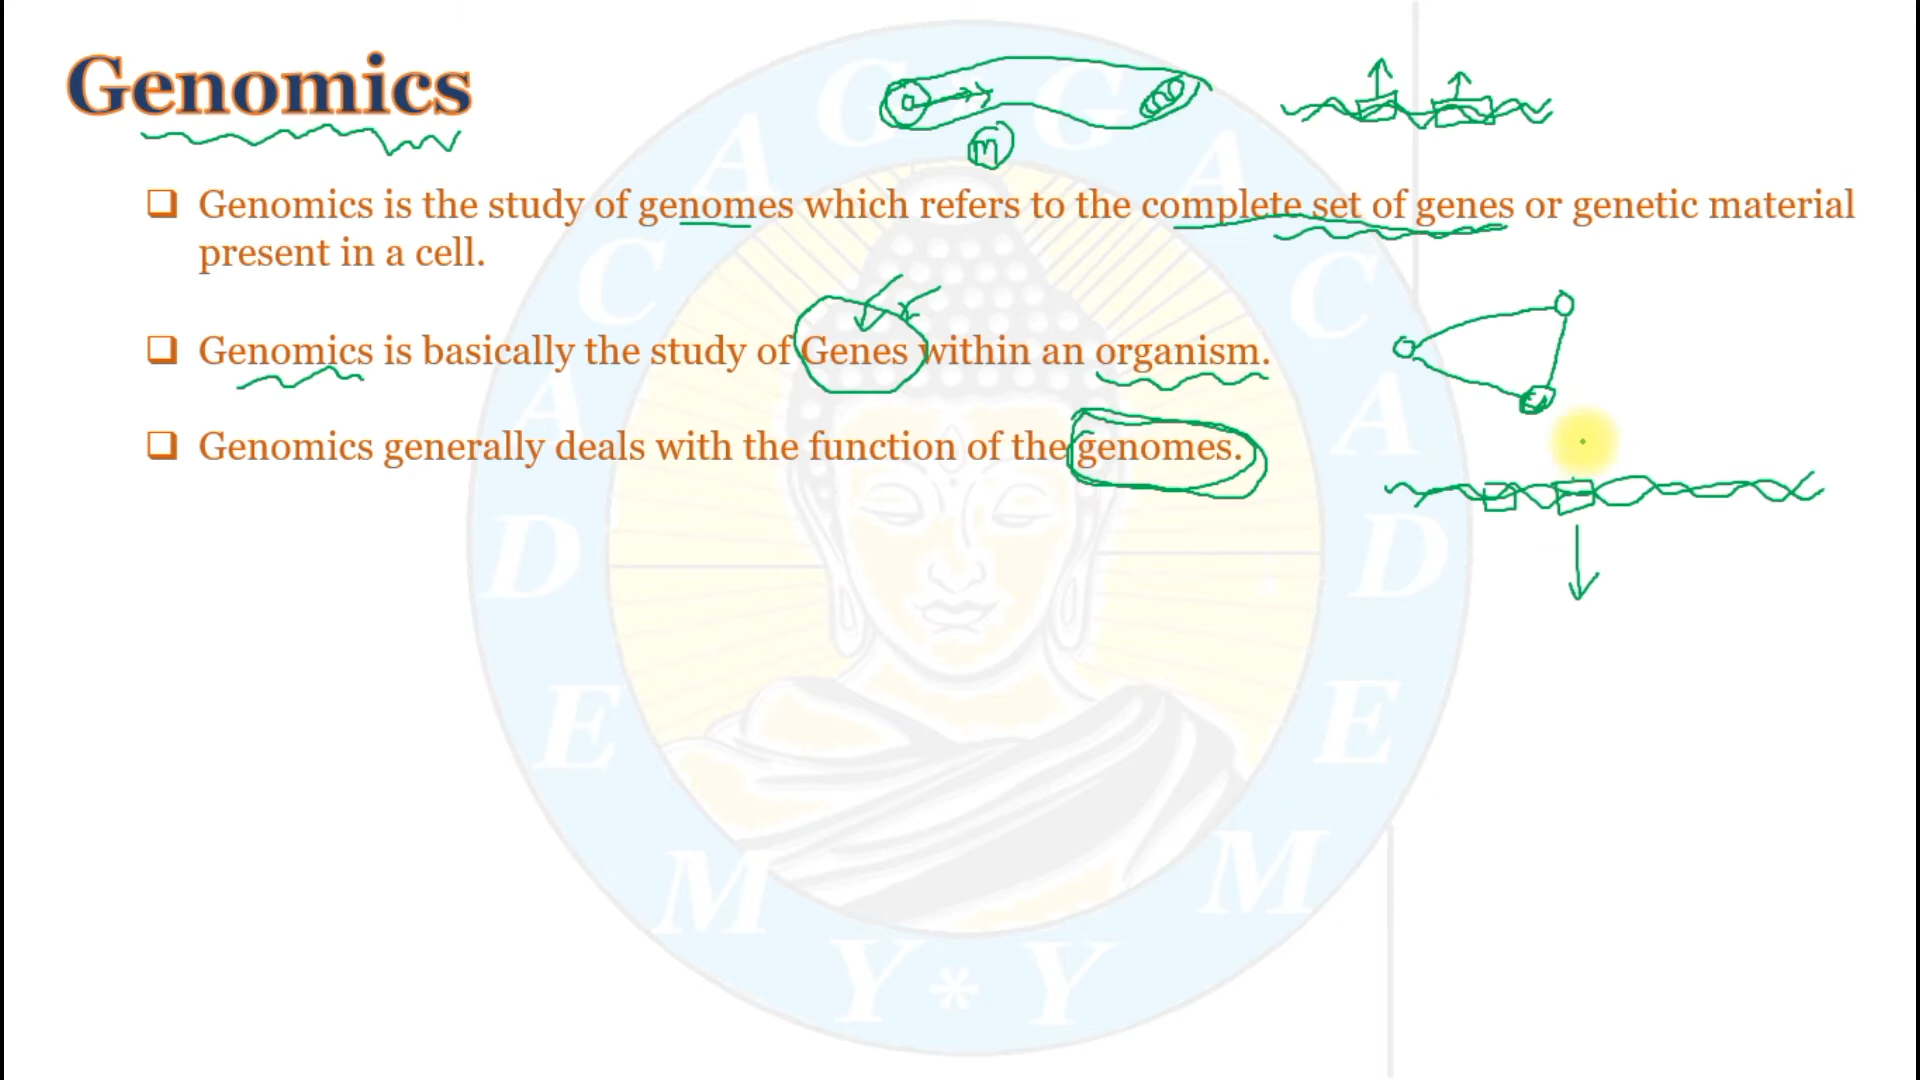 Genomics
m
❑ Genomics is the study of genomes which refers to the complete set of genes or genetic material
present in a cell.
❑ Genomics is basically the study of Genes within an organism.
❑ Genomics generally deals with the function of the genomes.
GAGGACADEMY * GAGGACADEMY